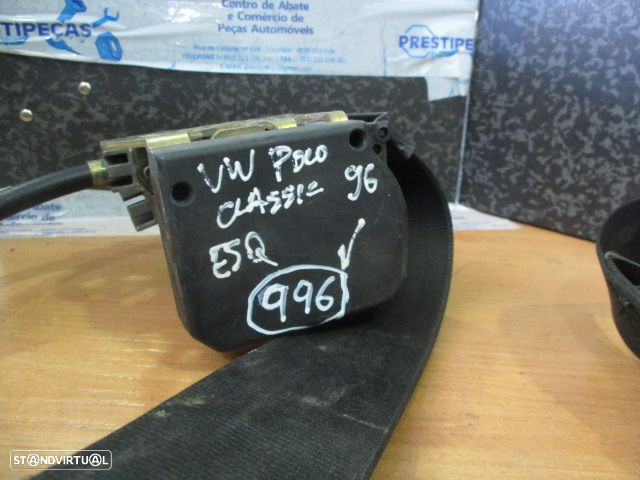 PRESTIPEÇAS
Centro de Abate
e Comércio de
Peças Automóveis
PRESTIPE
VW POLO
CLASSIC 96
ESQ
996
STANDVIRTUAL